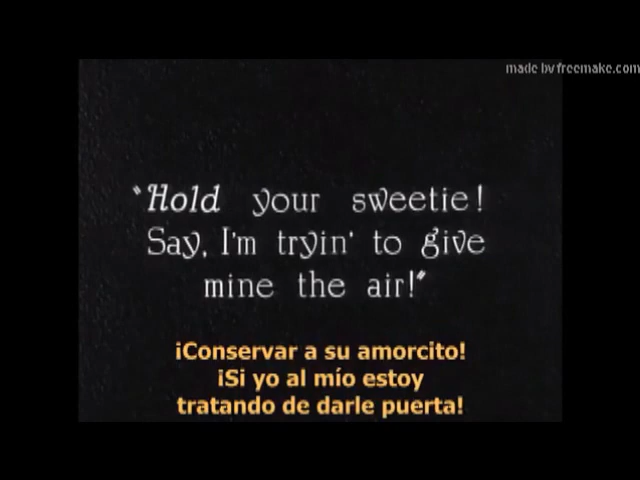 made by freemake.com
"Hold your sweetie!
Say, I'm tryin' to give
mine the air!"
¡Conservar a su amorcito!
¡Si yo al mío estoy
tratando de darle puerta!